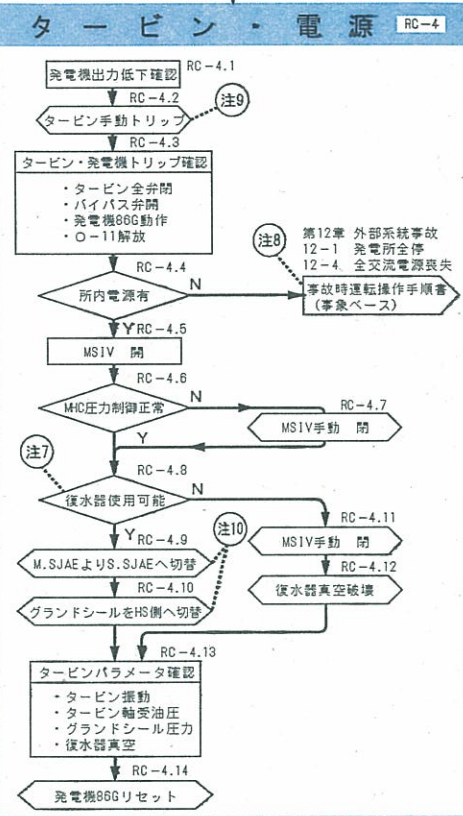 タービン・電源 RC-4
発電機出力低下確認 RC-4.1
RC-4.2
注9
タービン手動トリップ
RC-4.3
タービン・発電機トリップ確認
・タービン全弁閉
・バイパス弁開
・発電機86G動作
・O-11解放
注8
第12章 外部系統事故
12-1 発電所全停
12-4 全交流電源喪失
事故時運転操作手順書
(事象ベース)
RC-4.4
所内電源有
N
Y RC-4.5
MSIV 開
RC-4.6
MHC圧力制御正常
N
Y
RC-4.7
MSIV手動 閉
注7
RC-4.8
復水器使用可能
N
Y RC-4.9
注10
M.SJAEよりS.SJAEへ切替
RC-4.10
グランドシールをHS側へ切替
RC-4.11
MSIV手動 閉
RC-4.12
復水器真空破壊
RC-4.13
タービンパラメータ確認
・タービン振動
・タービン軸受油圧
・グランドシール圧力
・復水器真空
RC-4.14
発電機86Gリセット